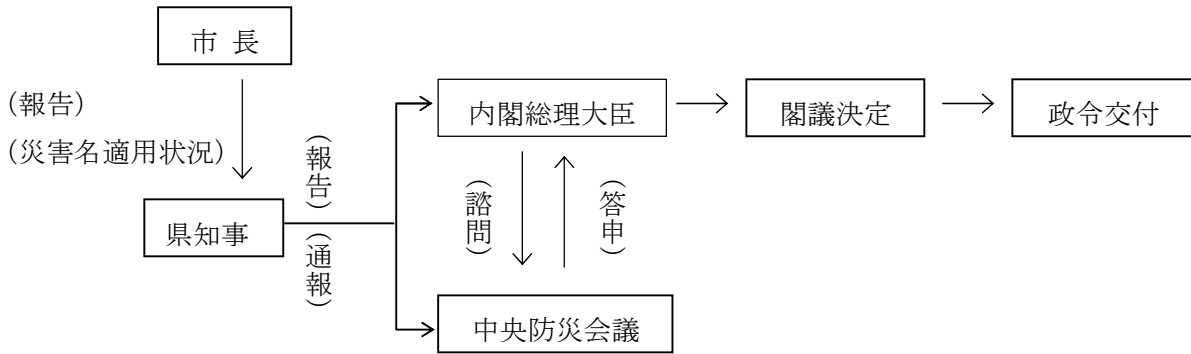 市 長
(報告)
(災害名適用状況)
県知事
(報告)
(通報)
内閣総理大臣
閣議決定
政令交付
(諮問)
(答申)
中央防災会議